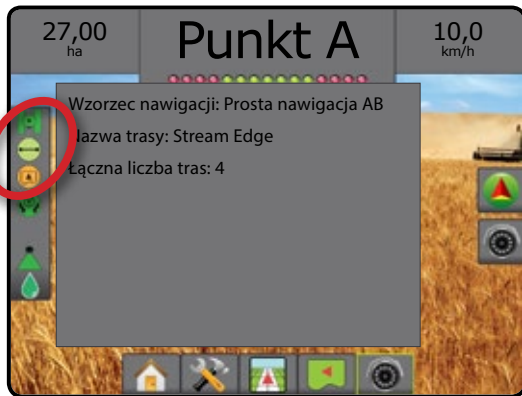 27,00
ha
Punkt A
10,0
km/h
Wzorzec nawigacji: Prosta nawigacja AB
Nazwa trasy: Stream Edge
Łączna liczba tras: 4